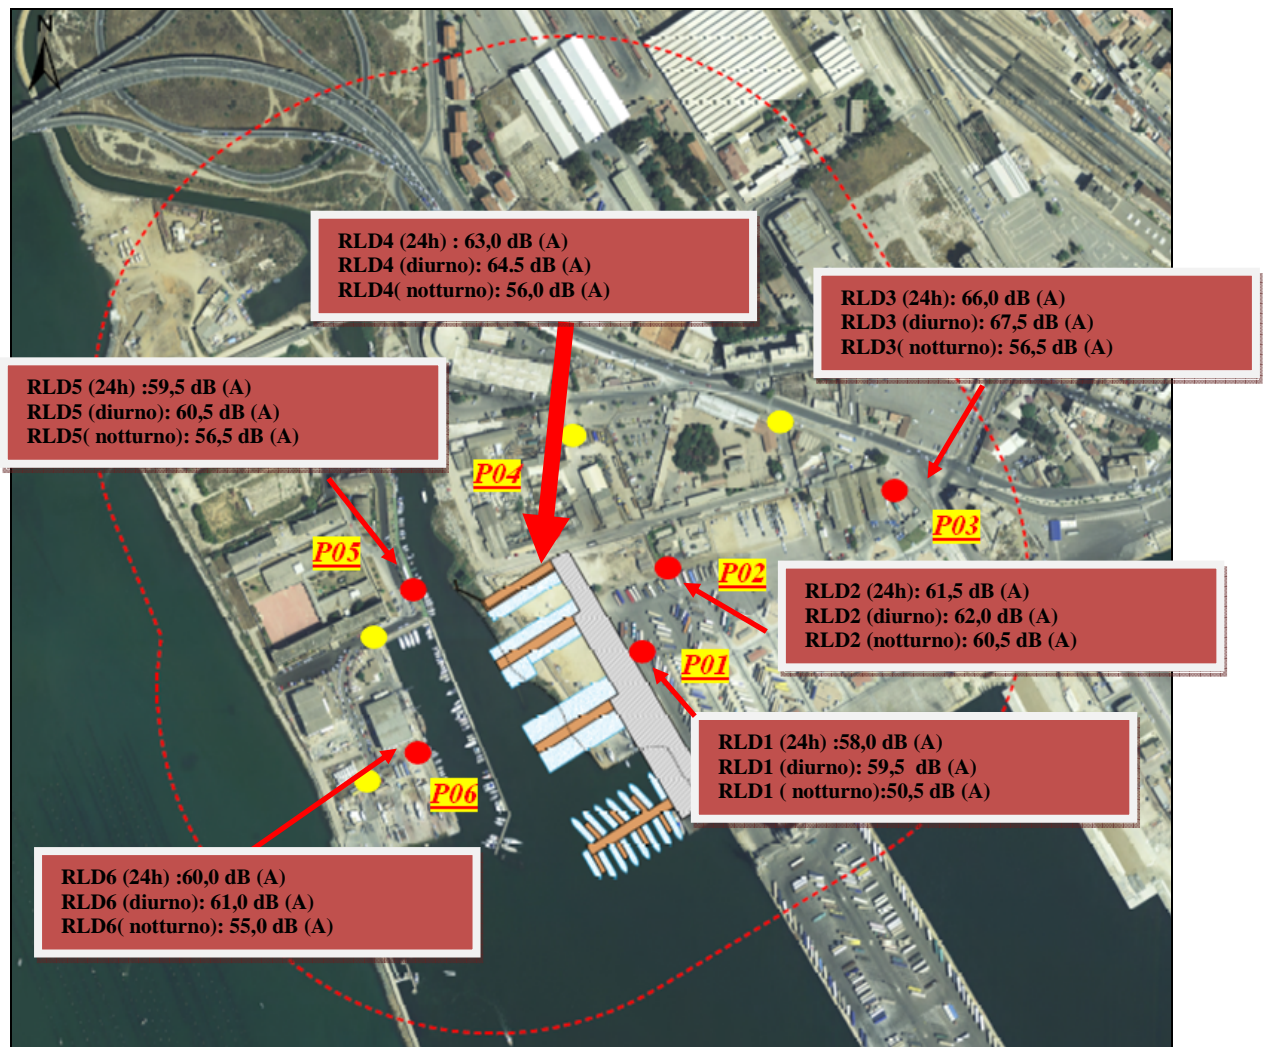 N
RLD4 (24h) : 63,0 dB (A)
RLD4 (diurno): 64.5 dB (A)
RLD4( notturno): 56,0 dB (A)
RLD3 (24h): 66,0 dB (A)
RLD3 (diurno): 67,5 dB (A)
RLD3( notturno): 56,5 dB (A)
RLD5 (24h) :59,5 dB (A)
RLD5 (diurno): 60,5 dB (A)
RLD5( notturno): 56,5 dB (A)
P04
P03
P05
P02
RLD2 (24h): 61,5 dB (A)
RLD2 (diurno): 62,0 dB (A)
RLD2 (notturno): 60,5 dB (A)
P01
RLD1 (24h) :58,0 dB (A)
RLD1 (diurno): 59,5 dB (A)
RLD1 ( notturno):50,5 dB (A)
P06
RLD6 (24h) :60,0 dB (A)
RLD6 (diurno): 61,0 dB (A)
RLD6( notturno): 55,0 dB (A)